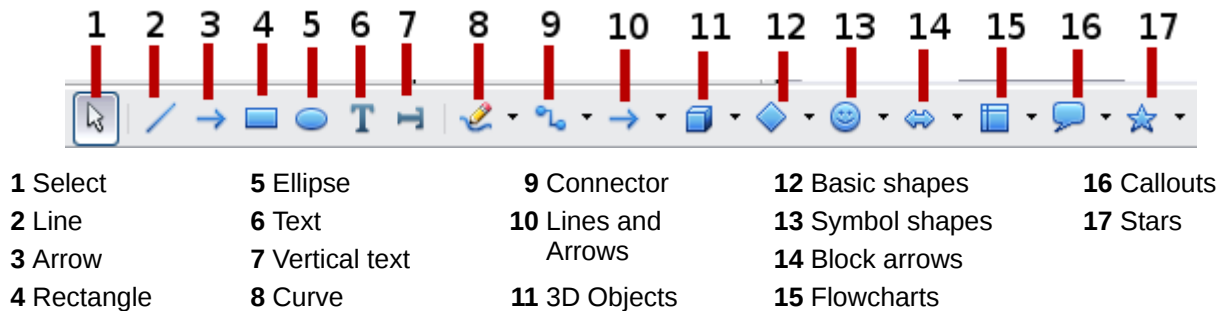 1 2 3 4 5 6 7 8 9 10 11 12 13 14 15 16 17
T T
1 Select
2 Line
3 Arrow
4 Rectangle
5 Ellipse
6 Text
7 Vertical text
8 Curve
9 Connector
10 Lines and
Arrows
11 3D Objects
12 Basic shapes
13 Symbol shapes
14 Block arrows
15 Flowcharts
16 Callouts
17 Stars